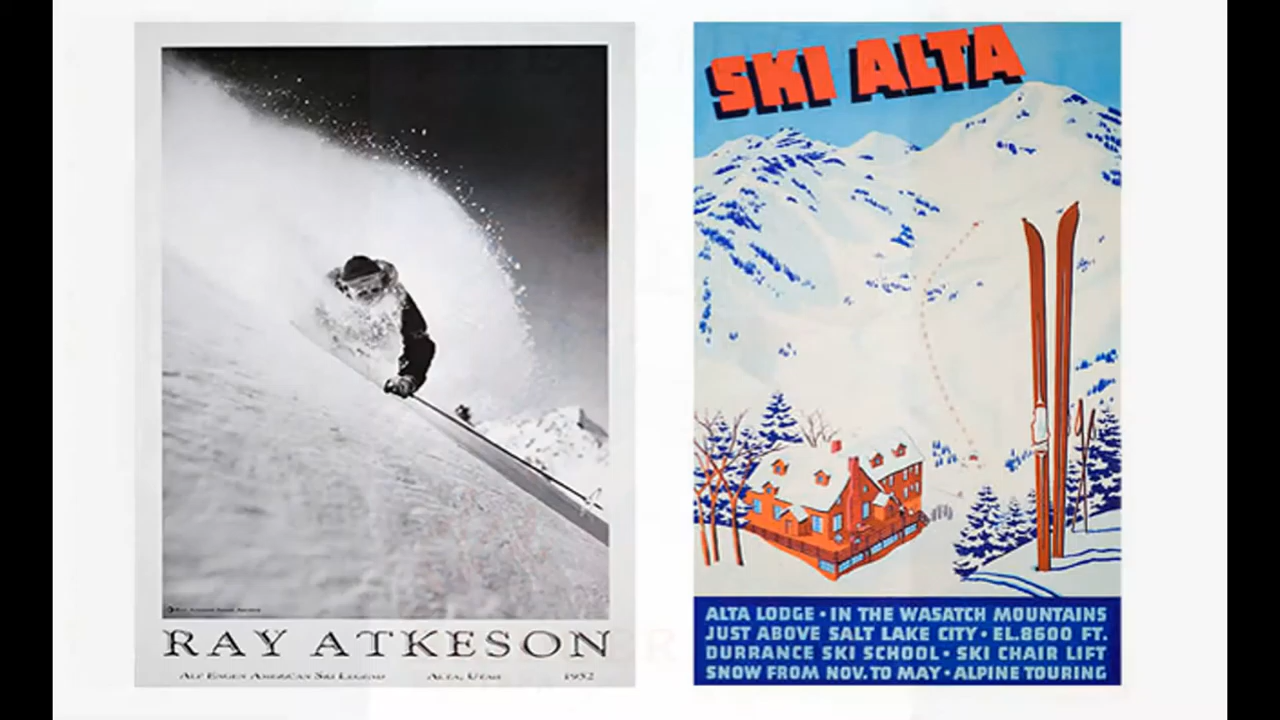 RAY ATKESON
ALF ENGEN AMERICAN SKI LEGEND ALTA, UTAH 1952
SKI ALTA
ALTA LODGE • IN THE WASATCH MOUNTAINS
JUST ABOVE SALT LAKE CITY • EL.8600 FT.
DURRANCE SKI SCHOOL • SKI CHAIR LIFT
SNOW FROM NOV. TO MAY • ALPINE TOURING